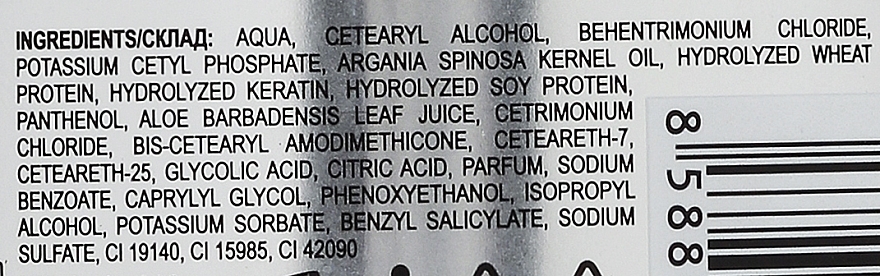 INGREDIENTS/СКЛАД: AQUA, CETEARYL ALCOHOL, BEHENTRIMONIUM CHLORIDE,
POTASSIUM CETYL PHOSPHATE, ARGANIA SPINOSA KERNEL OIL, HYDROLYZED WHEAT
PROTEIN, HYDROLYZED KERATIN, HYDROLYZED SOY PROTEIN,
PANTHENOL, ALOE BARBADENSIS LEAF JUICE, CETRIMONIUM
CHLORIDE, BIS-CETEARYL AMODIMETHICONE, CETEARETH-7,
CETEARETH-25, GLYCOLIC ACID, CITRIC ACID, PARFUM, SODIUM
BENZOATE, CAPRYLYL GLYCOL, PHENOXYETHANOL, ISOPROPYL
ALCOHOL, POTASSIUM SORBATE, BENZYL SALICYLATE, SODIUM
SULFATE, CI 19140, CI 15985, CI 42090
8 588